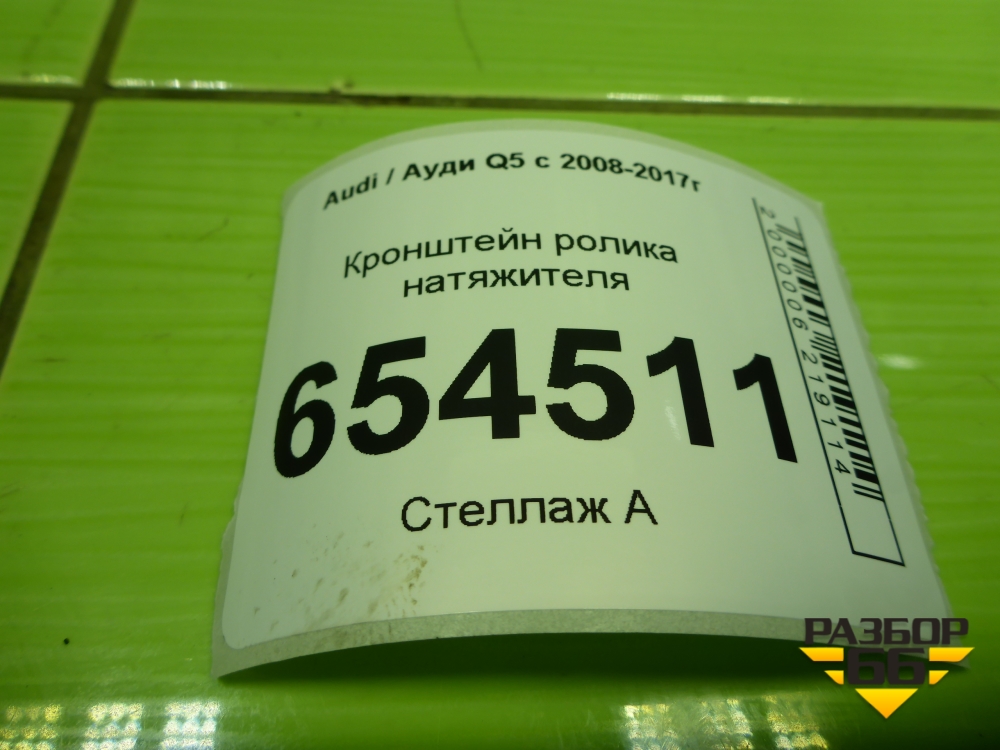 Audi / Ауди Q5 с 2008-2017г
Кронштейн ролика
натяжителя
654511
Стеллаж А
2000006219114
РАЗБОР
66